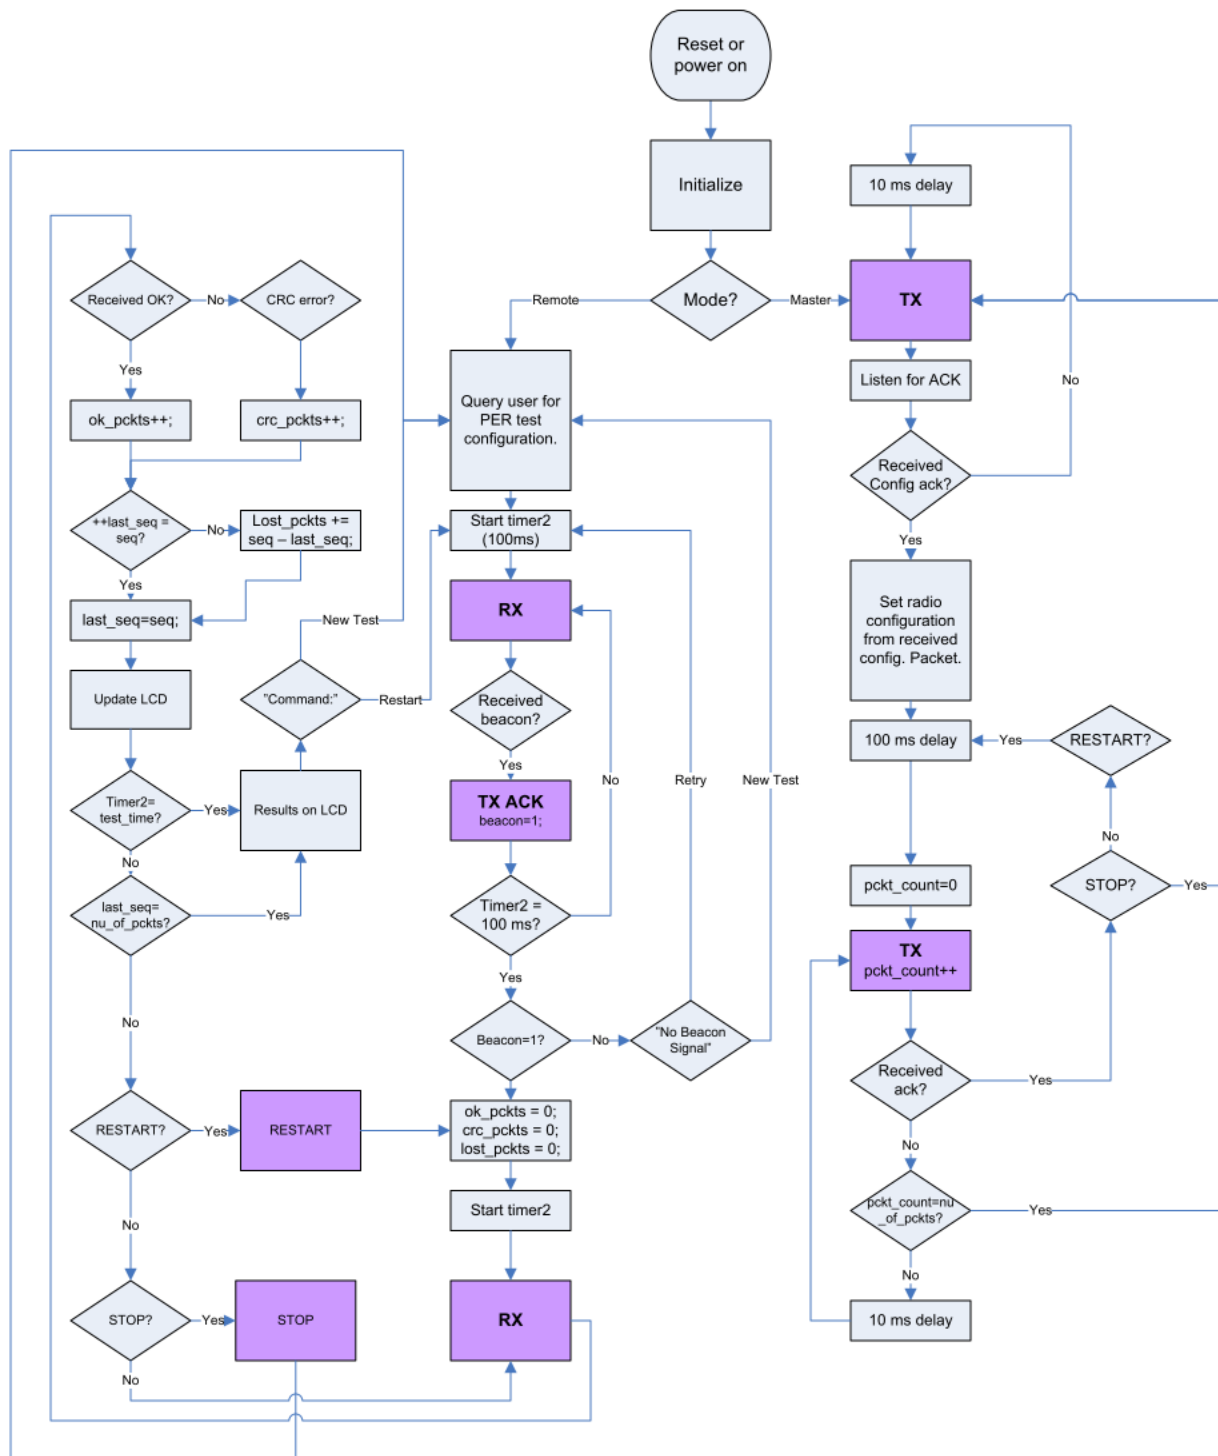 Reset or
power on
Initialize
Mode?
Remote
Master
10 ms delay
TX
Listen for ACK
No
Received
Config ack?
Yes
Set radio
configuration
from received
config. Packet.
100 ms delay
Yes
RESTART?
No
STOP?
Yes
pckt_count=0
TX
pckt_count++
Received
ack?
Yes
No
pckt_count=nu
_of_pckts?
Yes
No
10 ms delay
Query user for
PER test
configuration.
Start timer2
(100ms)
RX
Received
beacon?
Yes
No
Retry
New Test
TX ACK
beacon=1;
Timer2 =
100 ms?
Yes
Beacon=1?
No
"No Beacon
Signal"
ok_pckts = 0;
crc_pckts = 0;
lost_pckts = 0;
Start timer2
RX
Received OK?
No
CRC error?
Yes
ok_pckts++;
crc_pckts++;
++last_seq =
seq?
No
Lost_pckts +=
seq – last_seq;
Yes
last_seq=seq;
New Test
Update LCD
"Command:"
Restart
Timer2=
test_time?
Yes
Results on LCD
No
last_seq=
nu_of_pckts?
Yes
No
RESTART?
Yes
RESTART
No
STOP?
Yes
STOP
No